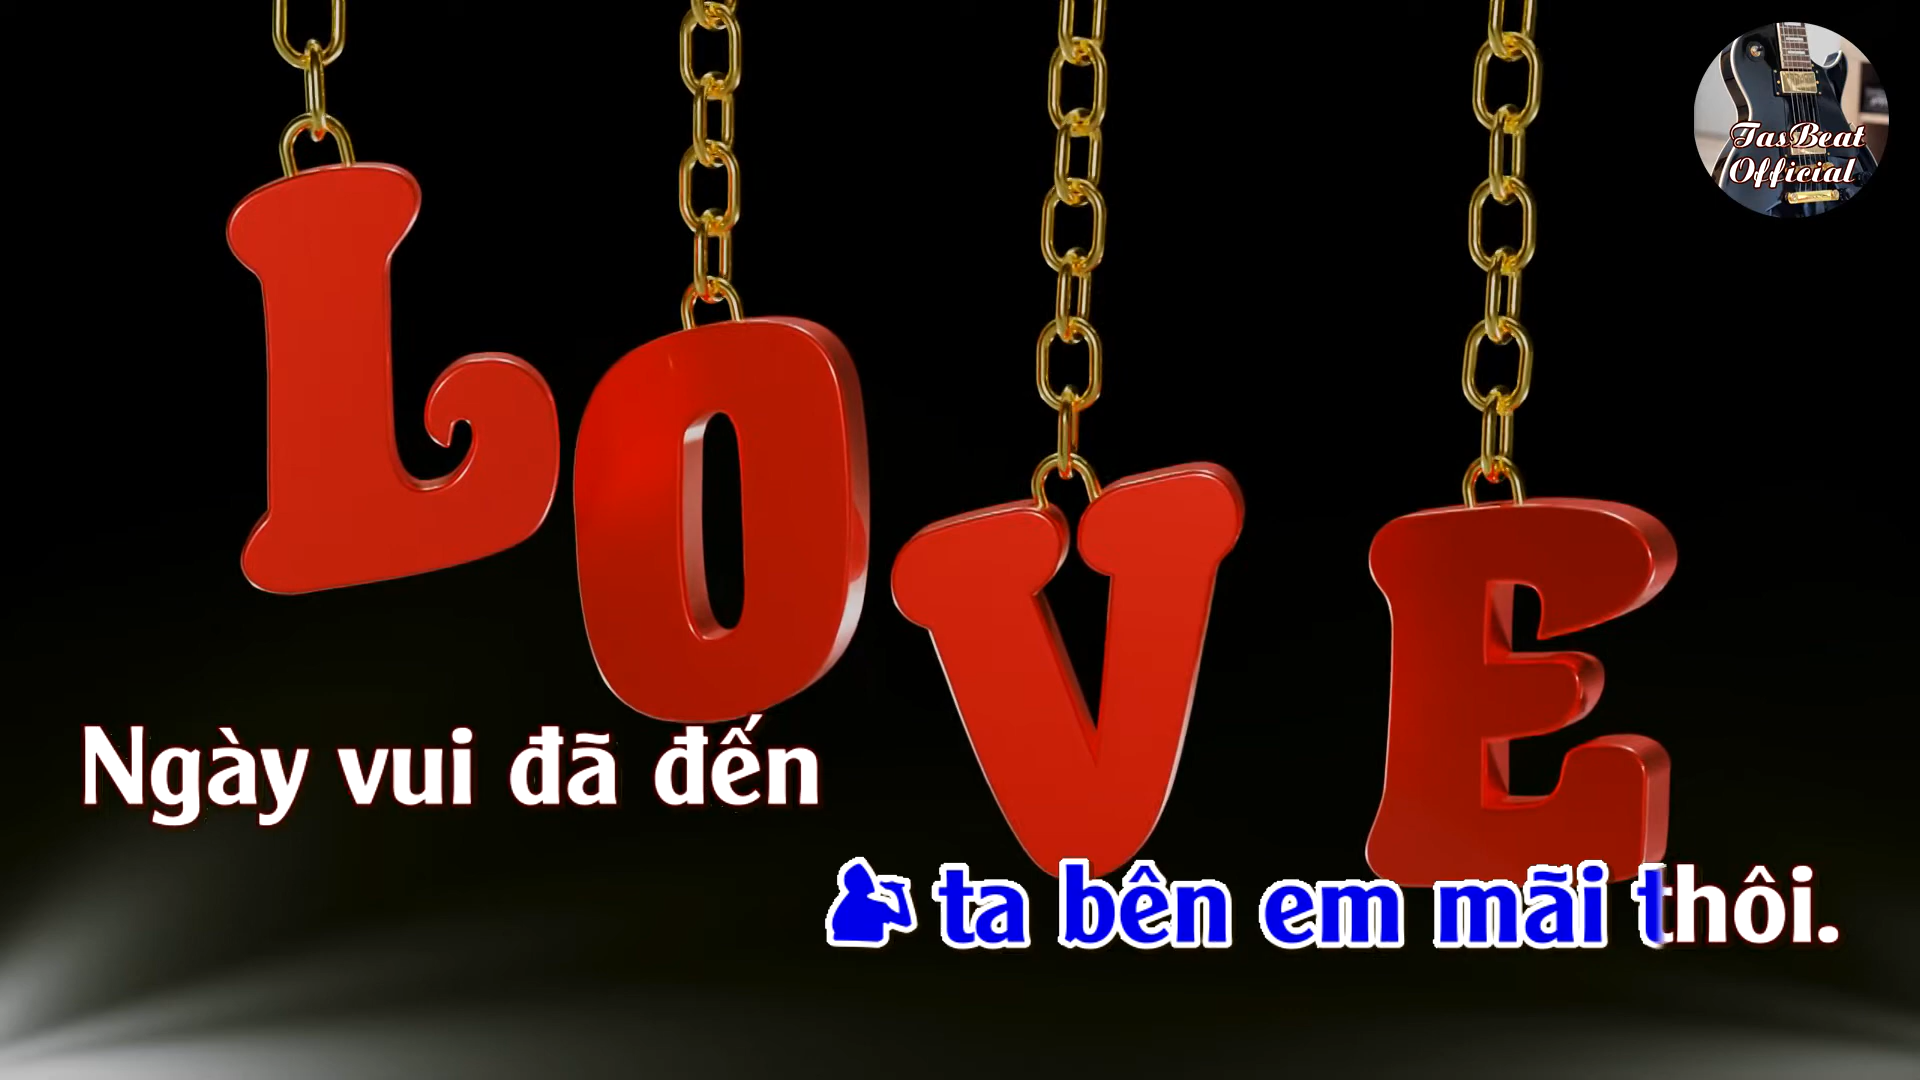 TasBeat
Official
LOVE
Ngày vui đã đến
ta bên em mãi thôi.